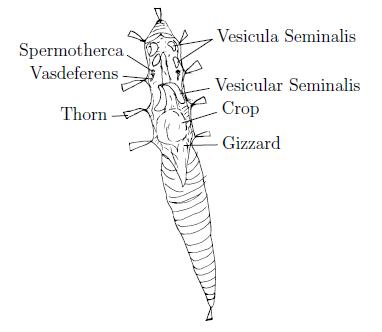 Vesicula Seminalis
Spermotherca
Vasdeferens
Vesicular Seminalis
Crop
Thorn
Gizzard